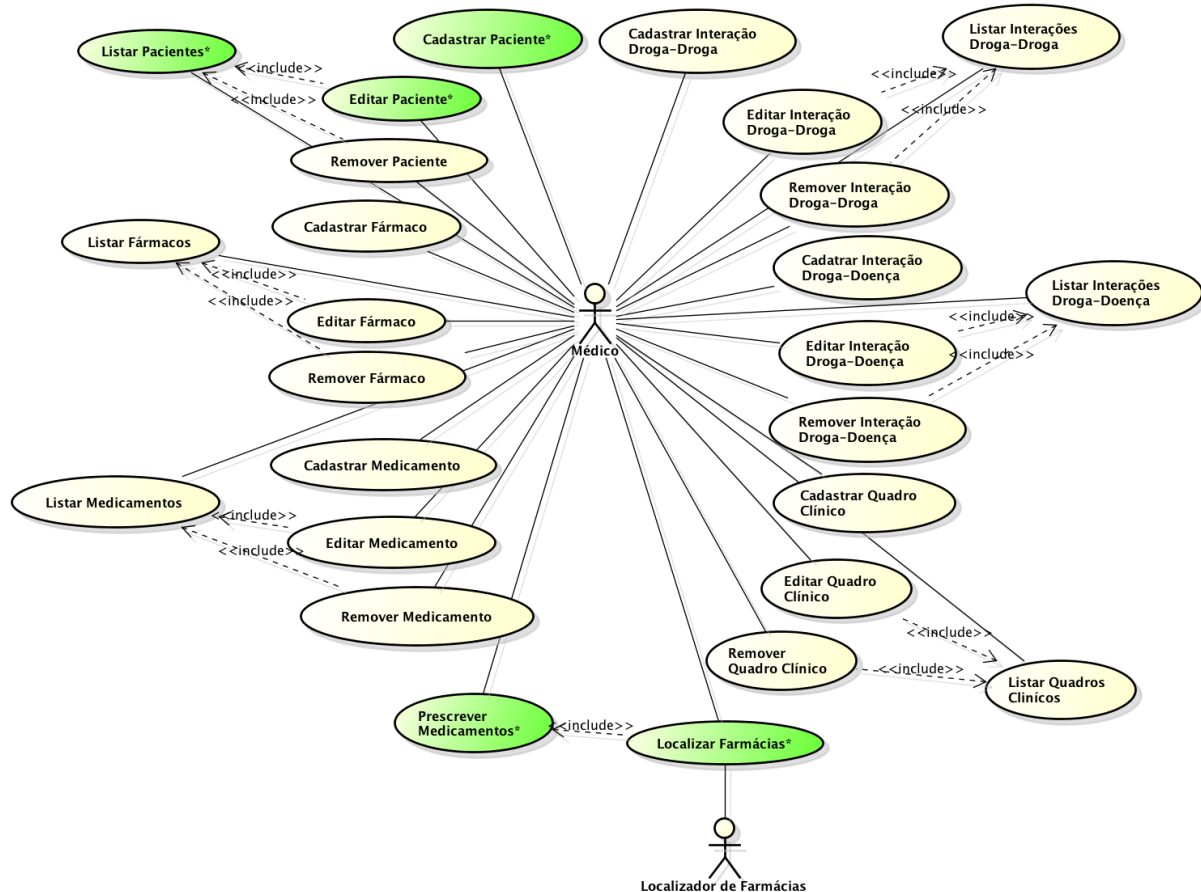 Listar Pacientes*
Cadastrar Paciente*
Cadastrar Interação
Droga-Droga
Listar Interações
Droga-Droga
<<include>>
<<include>>
Editar Paciente*
<<include>>
<<include>>
Editar Interação
Droga-Droga
Remover Paciente
Remover Interação
Droga-Droga
Cadastrar Fármaco
Listar Fármacos
<<include>>
<<include>>
Cadatrar Interação
Droga-Doença
Listar Interações
Droga-Doença
Editar Fármaco
Médico
<<include>>
<<include>>
Editar Interação
Droga-Doença
Remover Fármaco
Remover Interação
Droga-Doença
Cadastrar Medicamento
Listar Medicamentos
<<include>>
<<include>>
Cadastrar Quadro
Clínico
Editar Medicamento
Editar Quadro
Clínico
Remover Medicamento
<<include>>
Remover
Quadro Clínico
<<include>>
Listar Quadros
Clinícos
Prescrever
Medicamentos*
<<include>>
Localizar Farmácias*
Localizador de Farmácias